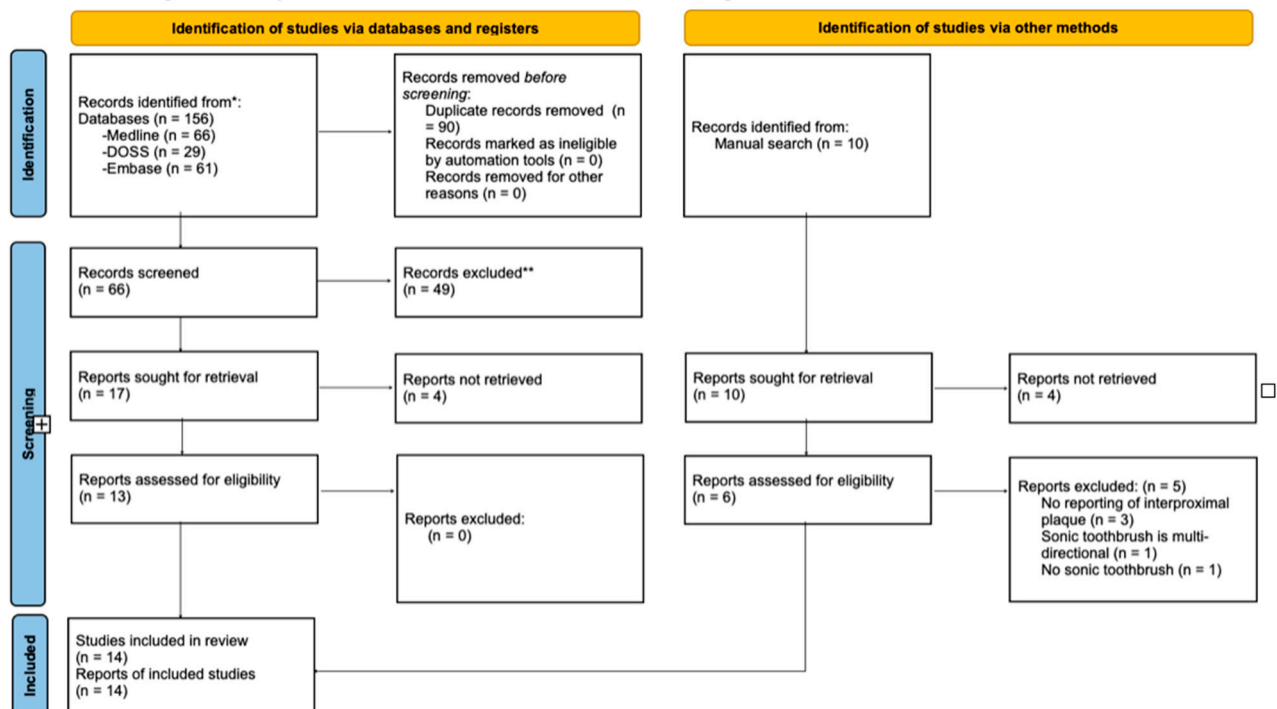 Identification of studies via databases and registers
Identification of studies via other methods
Identification
Records identified from*:
Databases (n = 156)
-Medline (n = 66)
-DOSS (n = 29)
-Embase (n = 61)
Records removed before
screening:
Duplicate records removed (n
= 90)
Records marked as ineligible
by automation tools (n = 0)
Records removed for other
reasons (n = 0)
Records identified from:
Manual search (n = 10)
Screening
Records screened
(n = 66)
Records excluded**
(n = 49)
Reports sought for retrieval
(n = 17)
Reports not retrieved
(n = 4)
Reports sought for retrieval
(n = 10)
Reports not retrieved
(n = 4)
Reports assessed for eligibility
(n = 13)
Reports excluded:
(n = 0)
Reports assessed for eligibility
(n = 6)
Reports excluded: (n = 5)
No reporting of interproximal
plaque (n = 3)
Sonic toothbrush is multi-
directional (n = 1)
No sonic toothbrush (n = 1)
Included
Studies included in review
(n = 14)
Reports of included studies
(n = 14)